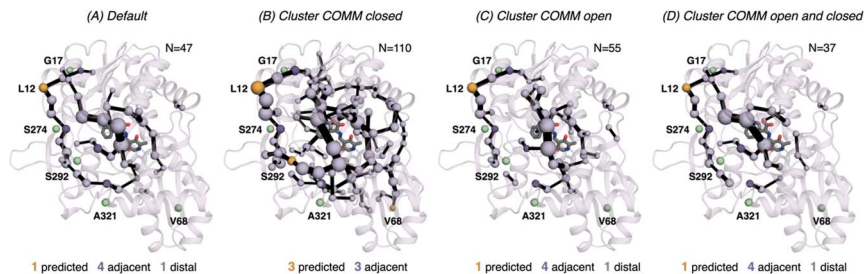 (A) Default
N=47
G17
L12
S274
S292
A321
V68
1 predicted 4 adjacent 1 distal
(B) Cluster COMM closed
N=110
G17
L12
S274
S292
A321
V68
3 predicted 3 adjacent
(C) Cluster COMM open
N=55
G17
L12
S274
S292
A321
V68
1 predicted 4 adjacent 1 distal
(D) Cluster COMM open and closed
N=37
G17
L12
S274
S292
A321
V68
1 predicted 4 adjacent 1 distal